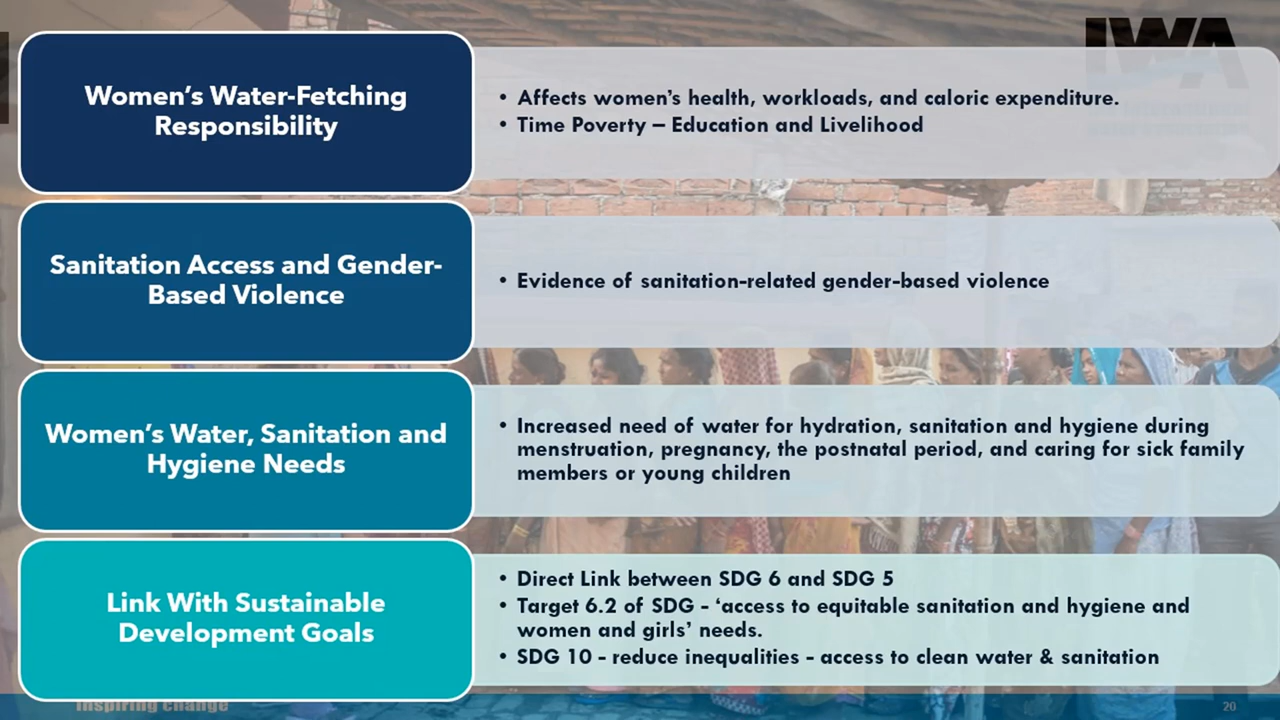 IWA
Women's Water-Fetching
Responsibility
• Affects women's health, workloads, and caloric expenditure.
• Time Poverty – Education and Livelihood
Sanitation Access and Gender-
Based Violence
• Evidence of sanitation-related gender-based violence
Women's Water, Sanitation and
Hygiene Needs
• Increased need of water for hydration, sanitation and hygiene during
menstruation, pregnancy, the postnatal period, and caring for sick family
members or young children
Link With Sustainable
Development Goals
• Direct Link between SDG 6 and SDG 5
• Target 6.2 of SDG - ‘access to equitable sanitation and hygiene and
women and girls’ needs.
• SDG 10 - reduce inequalities - access to clean water & sanitation
inspiring change
20